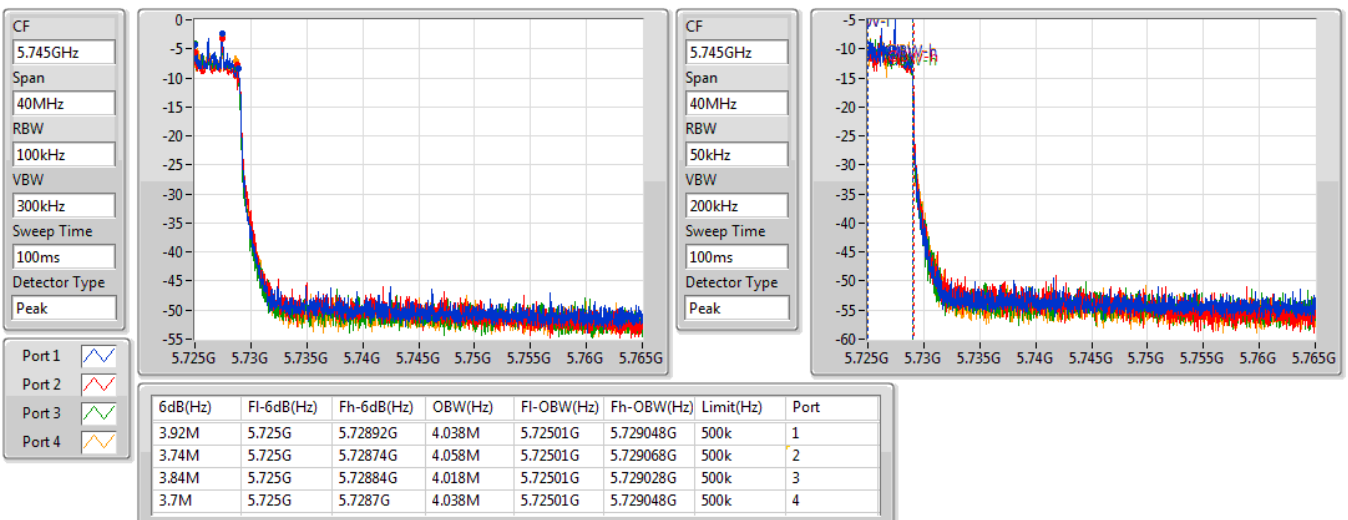 CF
5.745GHz
Span
40MHz
RBW
100kHz
VBW
300kHz
Sweep Time
100ms
Detector Type
Peak
0-
-5-
-10-
-15-
-20-
-25-
-30-
-35-
-40-
-45-
-50-
-55-
5.725G 5.73G 5.735G 5.74G 5.745G 5.75G 5.755G 5.76G 5.765G
CF
5.745GHz
Span
40MHz
RBW
50kHz
VBW
200kHz
Sweep Time
100ms
Detector Type
Peak
-5-
-10-
-15-
-20-
-25-
-30-
-35-
-40-
-45-
-50-
-55-
-60-
5.725G 5.73G 5.735G 5.74G 5.745G 5.75G 5.755G 5.76G 5.765G
Port 1
Port 2
Port 3
Port 4
6dB(Hz) Fl-6dB(Hz) Fh-6dB(Hz) OBW(Hz) Fl-OBW(Hz) Fh-OBW(Hz) Limit(Hz) Port
3.92M 5.725G 5.72892G 4.038M 5.72501G 5.729048G 500k 1
3.74M 5.725G 5.72874G 4.058M 5.72501G 5.729068G 500k 2
3.84M 5.725G 5.72884G 4.018M 5.72501G 5.729028G 500k 3
3.7M 5.725G 5.7287G 4.038M 5.72501G 5.729048G 500k 4